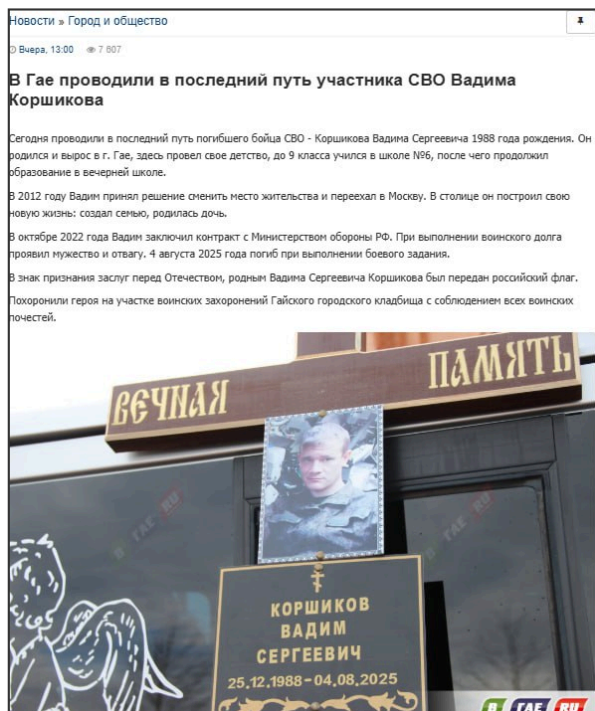 Новости » Город и общество
Вчера, 13:00 7 607
В Гае проводили в последний путь участника СВО Вадима
Коршикова
Сегодня проводили в последний путь погибшего бойца СВО - Коршикова Вадима Сергеевича 1988 года рождения. Он
родился и вырос в г. Гае, здесь провел свое детство, до 9 класса учился в школе №6, после чего продолжил
образование в вечерней школе.
В 2012 году Вадим принял решение сменить место жительства и переехал в Москву. В столице он построил свою
новую жизнь: создал семью, родилась дочь.
В октябре 2022 года Вадим заключил контракт с Министерством обороны РФ. При выполнении воинского долга
проявил мужество и отвагу. 4 августа 2025 года погиб при выполнении боевого задания.
В знак признания заслуг перед Отечеством, родным Вадима Сергеевича Коршикова был передан российский флаг.
Похоронили героя на участке воинских захоронений Гайского городского кладбища с соблюдением всех воинских
почестей.
ВЕЧНАЯ ПАМЯТЬ
В ГАЕ RU
В ГАЕ RU
КОРШИКОВ
ВАДИМ
СЕРГЕЕВИЧ
25.12.1988-04.08.2025
В ГАЕ RU